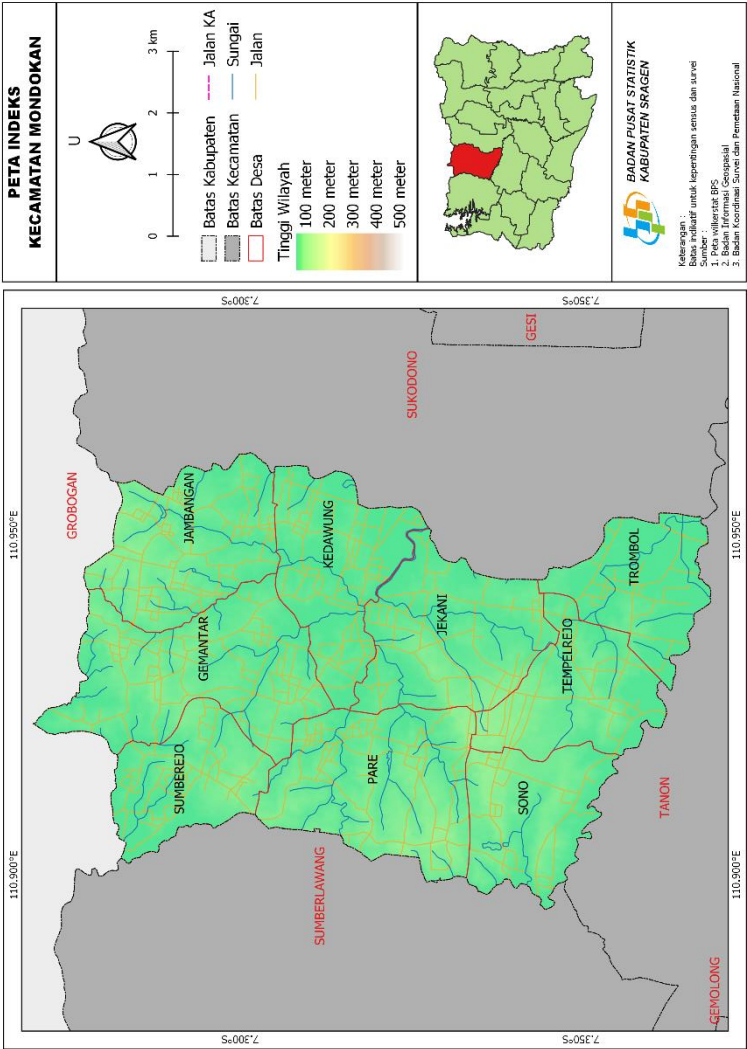 PETA INDEKS
KECAMATAN MONDOKAN
U
0 1 2 3 km
Batas Kabupaten
Batas Kecamatan
Batas Desa
Jalan KA
Sungai
Jalan
Tinggi Wilayah
100 meter
200 meter
300 meter
400 meter
500 meter
BADAN PUSAT STATISTIK
KABUPATEN SRAGEN
Keterangan :
Batas indikatif untuk kepentingan sensus dan survei
Sumber :
1. Peta wilkerstat BPS
2. Badan Informasi Geospasial
3. Badan Koordinasi Survei dan Pemetaan Nasional
110.900°E
110.950°E
7.300°S
7.300°S
7.350°S
7.350°S
110.900°E
110.950°E
GROBOGAN
SUMBERLAWANG
SUKODONO
GESI
TANON
GEMOLONG
SUMBEREJO
GEMANTAR
JAMBANGAN
KEDAWUNG
PARE
JEKANI
SONO
TEMPELREJO
TROMBOL